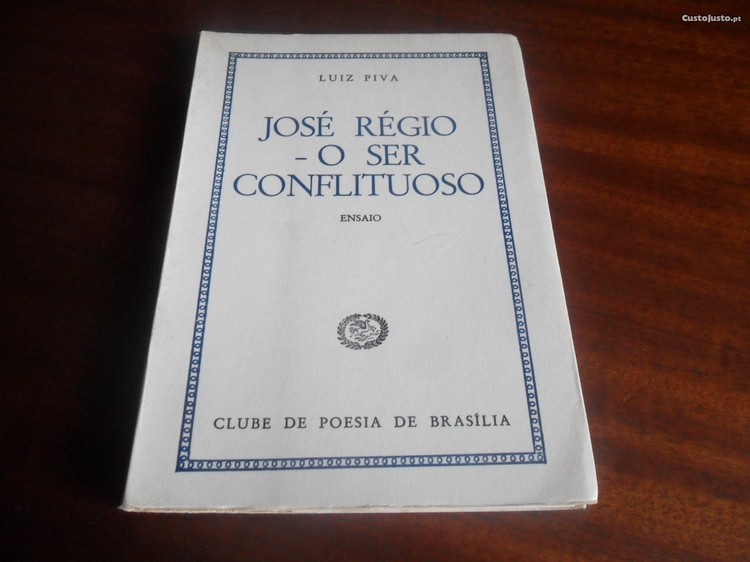 CustoJusto.pt
LUIZ PIVA
JOSÉ RÉGIO
- O SER
CONFLITUOSO
ENSAIO
CLUBE DE POESIA DE BRASÍLIA